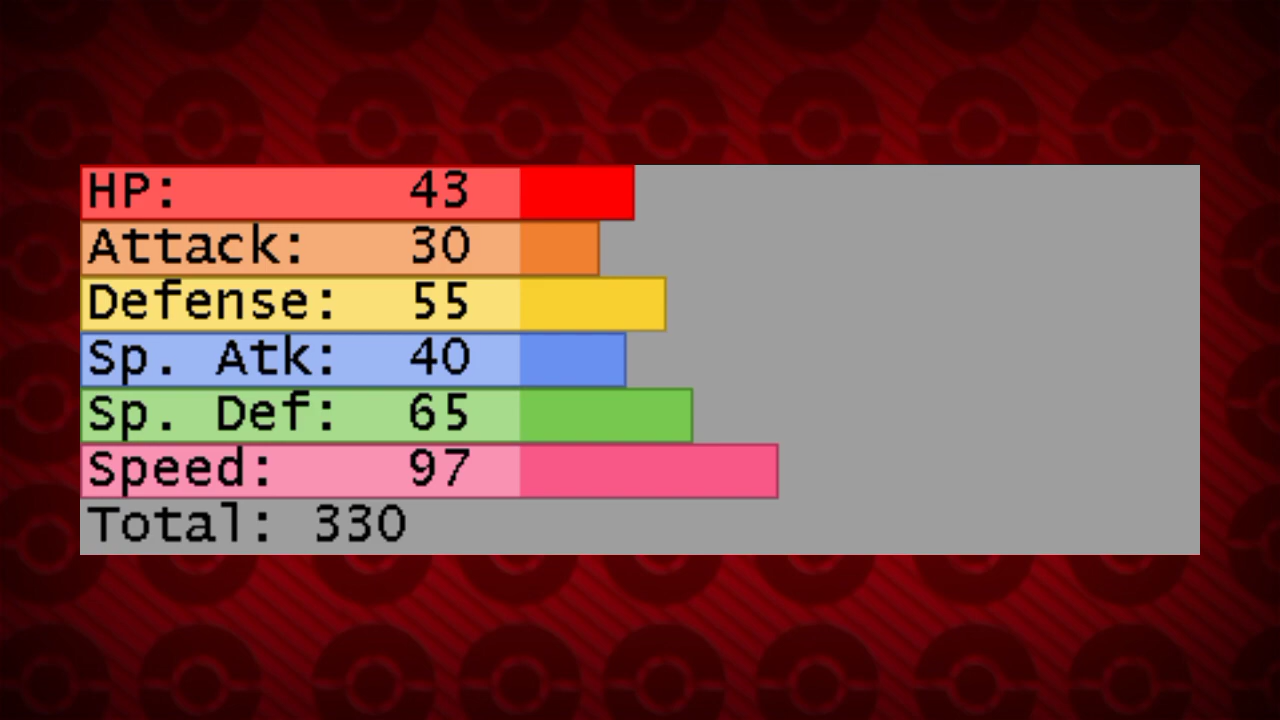 HP: 43
Attack: 30
Defense: 55
Sp. Atk: 40
Sp. Def: 65
Speed: 97
Total: 330